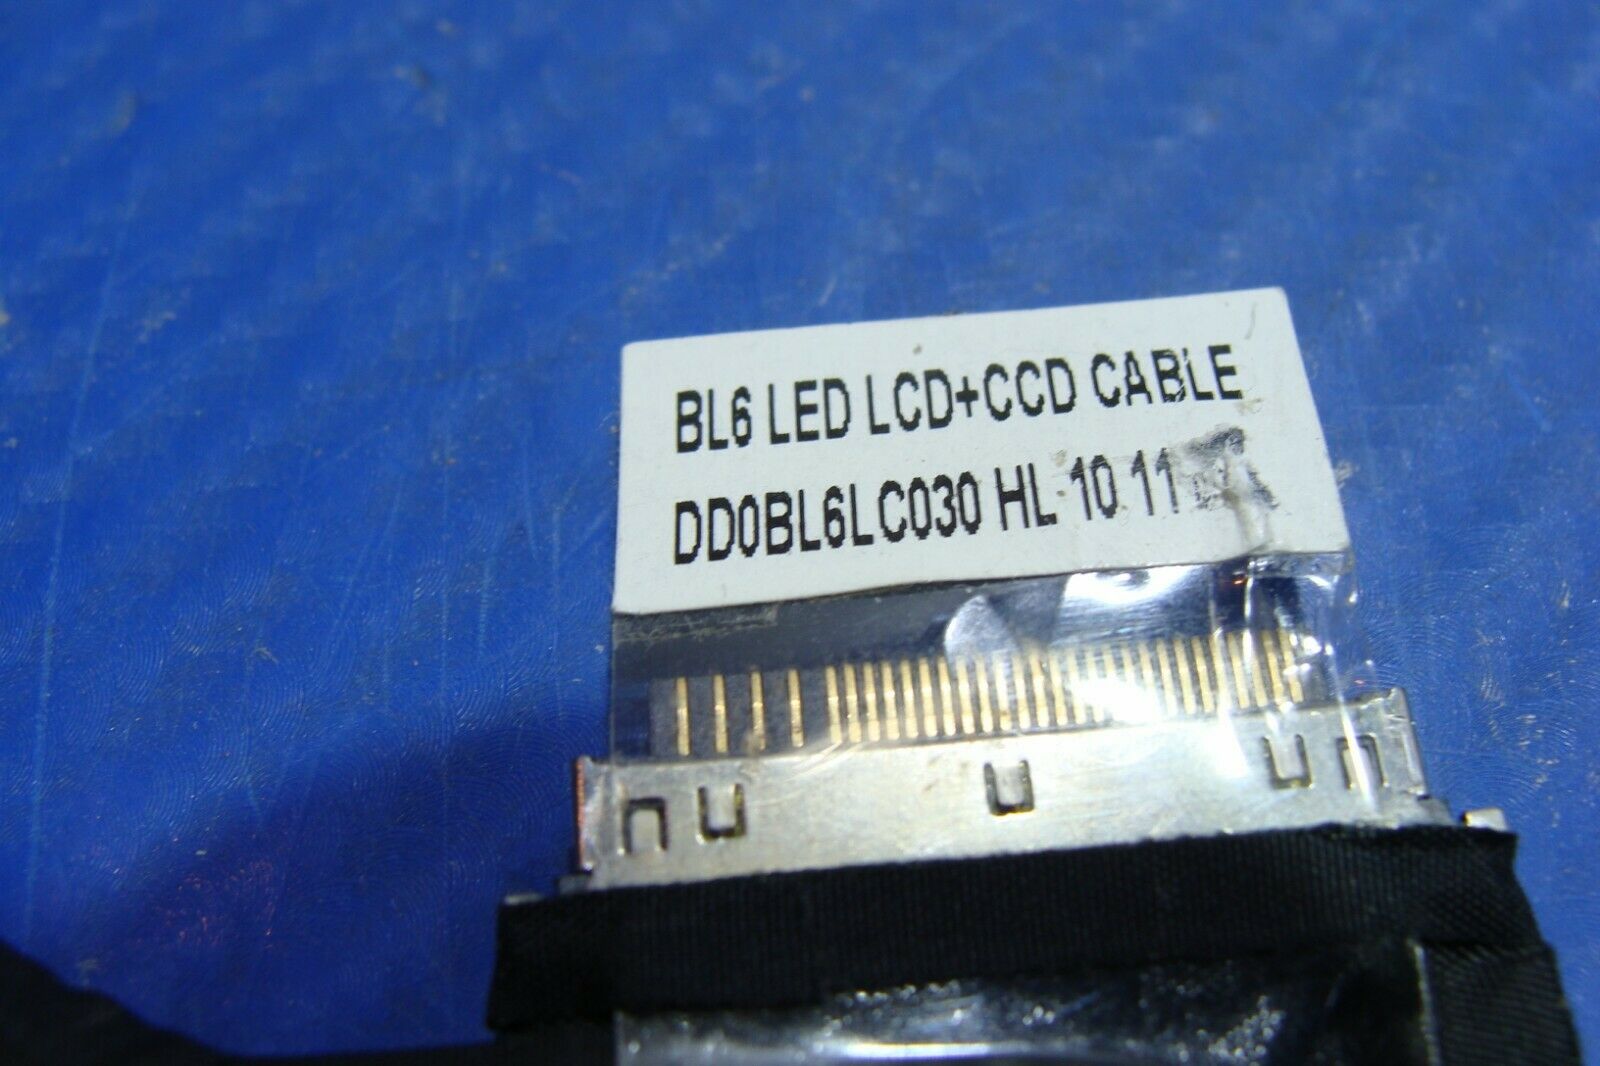 BL6 LED LCD+CCD CABLE
DD0BL6LC030 HL 10 11